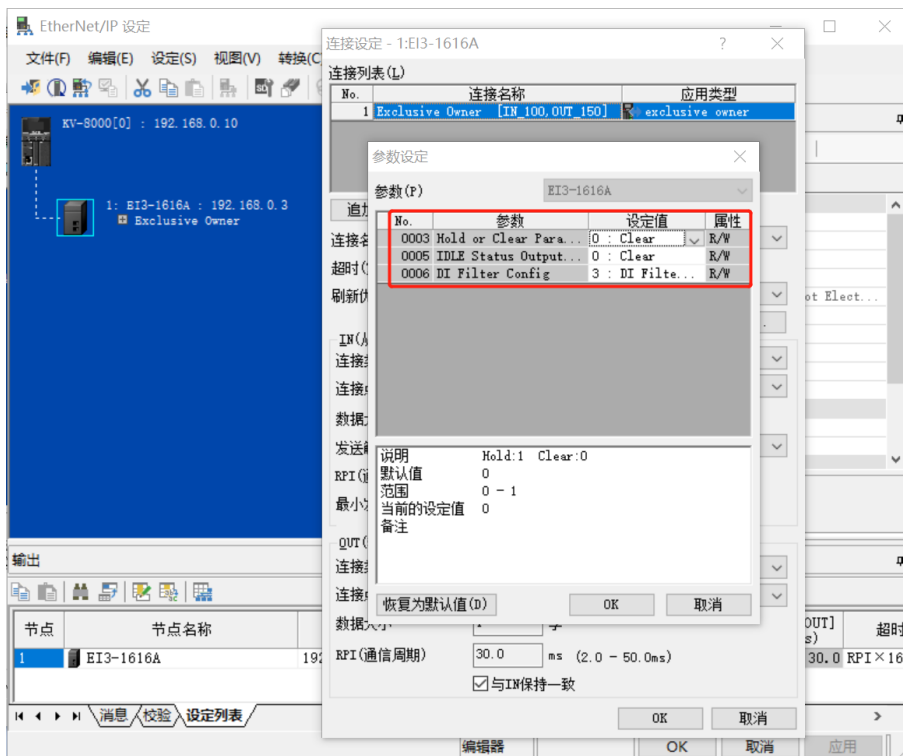 EtherNet/IP 设定
文件(F) 编辑(E) 设定(S) 视图(V) 转换(C
KV-8000[0] : 192.168.0.10
1: EI3-1616A : 192.168.0.3
Exclusive Owner
连接设定 - 1:EI3-1616A
连接列表(L)
No. 连接名称 应用类型
1 Exclusive Owner [IN_100,OUT_150] exclusive owner
参数设定
参数(P) EI3-1616A
No. 参数 设定值 属性
0003 Hold or Clear Para... 0 : Clear R/W
0005 IDLE Status Output... 0 : Clear R/W
0006 DI Filter Config 3 : DI Filte... R/W
说明 Hold:1 Clear:0
默认值 0
范围 0 - 1
当前的设定值 0
备注
恢复为默认值(D) OK 取消
追加
连接名
超时(
刷新优
IN(从
连接类
连接点
数据大
发送触
RPI(通
最小发
OUT(
连接类
连接点
数据大小 字
RPI(通信周期) 30.0 ms (2.0 - 50.0ms)
与IN保持一致
OK 取消
ot Elect...
输出
节点 节点名称
1 EI3-1616A 192
OUT]
s) 超时
30.0 RPI×16
消息 校验 设定列表
编辑器 OK 取消 应用